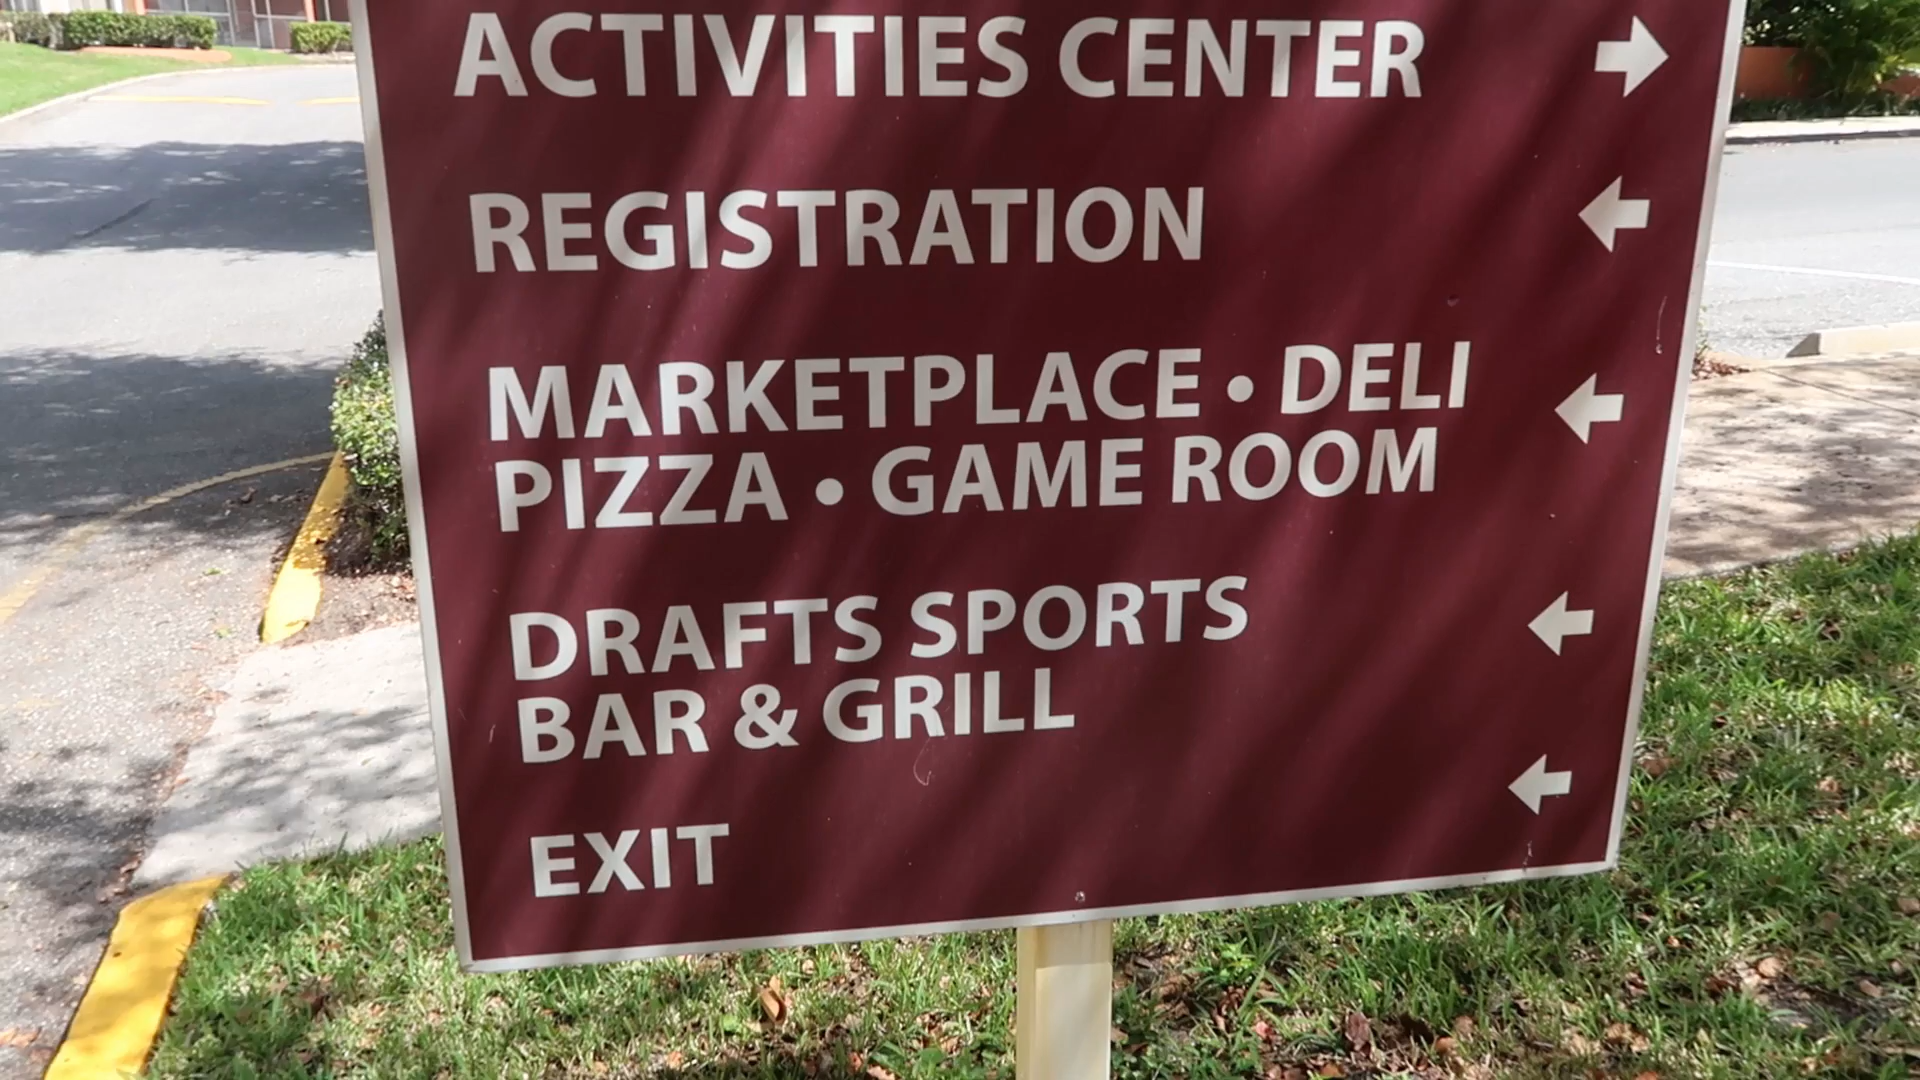 ACTIVITIES CENTER
REGISTRATION
MARKETPLACE • DELI
PIZZA • GAME ROOM
DRAFTS SPORTS
BAR & GRILL
EXIT